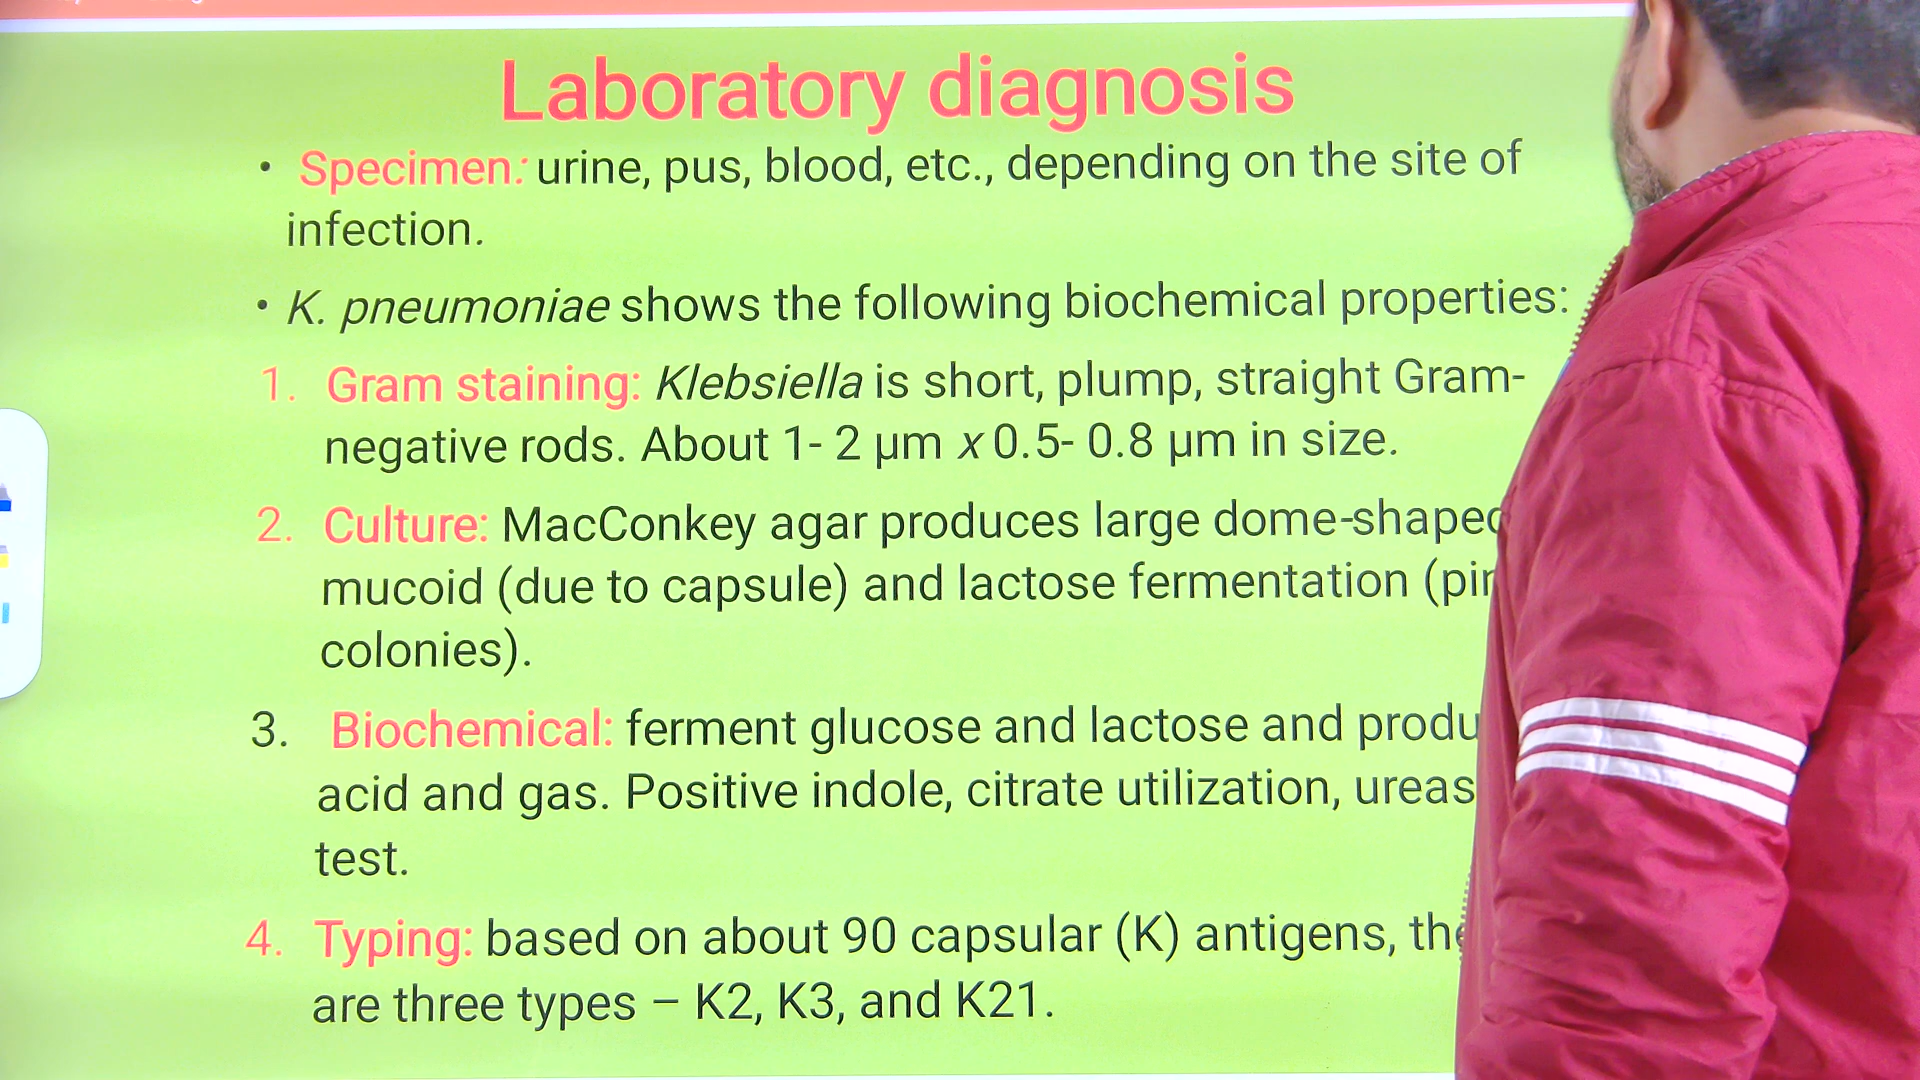 Laboratory diagnosis
• Specimen: urine, pus, blood, etc., depending on the site of
infection.
• K. pneumoniae shows the following biochemical properties:
1. Gram staining: Klebsiella is short, plump, straight Gram-
negative rods. About 1- 2 µm x 0.5- 0.8 µm in size.
2. Culture: MacConkey agar produces large dome-shaped
mucoid (due to capsule) and lactose fermentation
colonies).
3. Biochemical: ferment glucose and lactose and
acid and gas. Positive indole, citrate utilization,
test.
4. Typing: based on about 90 capsular (K) antigens,
are three types – K2, K3, and K21.